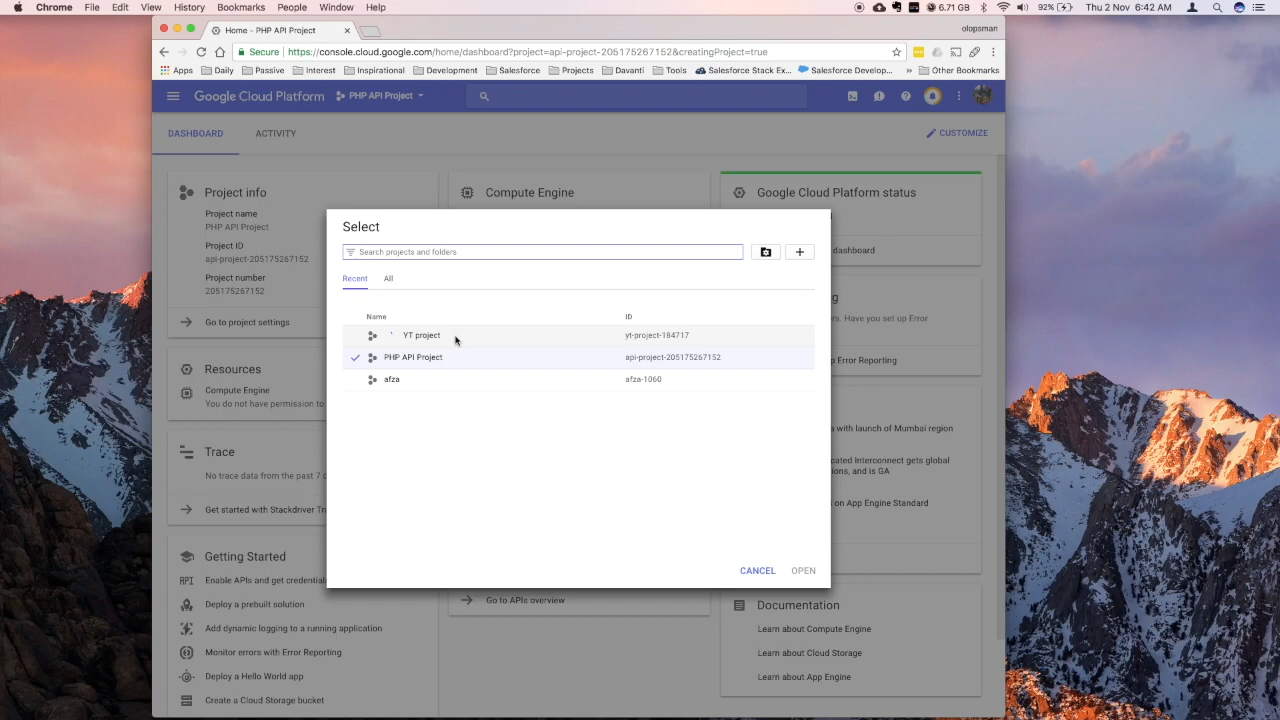 Chrome File Edit View History Bookmarks People Window Help 6.71 GB 92% Thu 2 Nov 6:42 AM
Home - PHP API Project olopsman
Secure https://console.cloud.google.com/home/dashboard?project=api-project-205175267152&creatingProject=true
Apps Daily Passive Interest Inspirational Development Salesforce Projects Davanti Tools Salesforce Stack Ex... Salesforce Develop... » Other Bookmarks
Google Cloud Platform PHP API Project
DASHBOARD ACTIVITY CUSTOMIZE
Project info
Project name
PHP API Project
Project ID
api-project-205175267152
Project number
205175267152
Go to project settings
Resources
Compute Engine
You do not have permission to
Trace
No trace data from the past 7
Get started with Stackdriver Tr
Getting Started
Enable APIs and get credential
Deploy a prebuilt solution
Add dynamic logging to a running application
Monitor errors with Error Reporting
Deploy a Hello World app
Create a Cloud Storage bucket
Compute Engine
Select
Search projects and folders
+
Recent All
Name ID
YT project yt-project-184717
PHP API Project api-project-205175267152
afza afza-1060
CANCEL OPEN
Go to APIs overview
Google Cloud Platform status
dashboard
ors. Have you set up Error
p Error Reporting
with launch of Mumbai region
cated Interconnect gets global
ions, and is GA
on App Engine Standard
Documentation
Learn about Compute Engine
Learn about Cloud Storage
Learn about App Engine